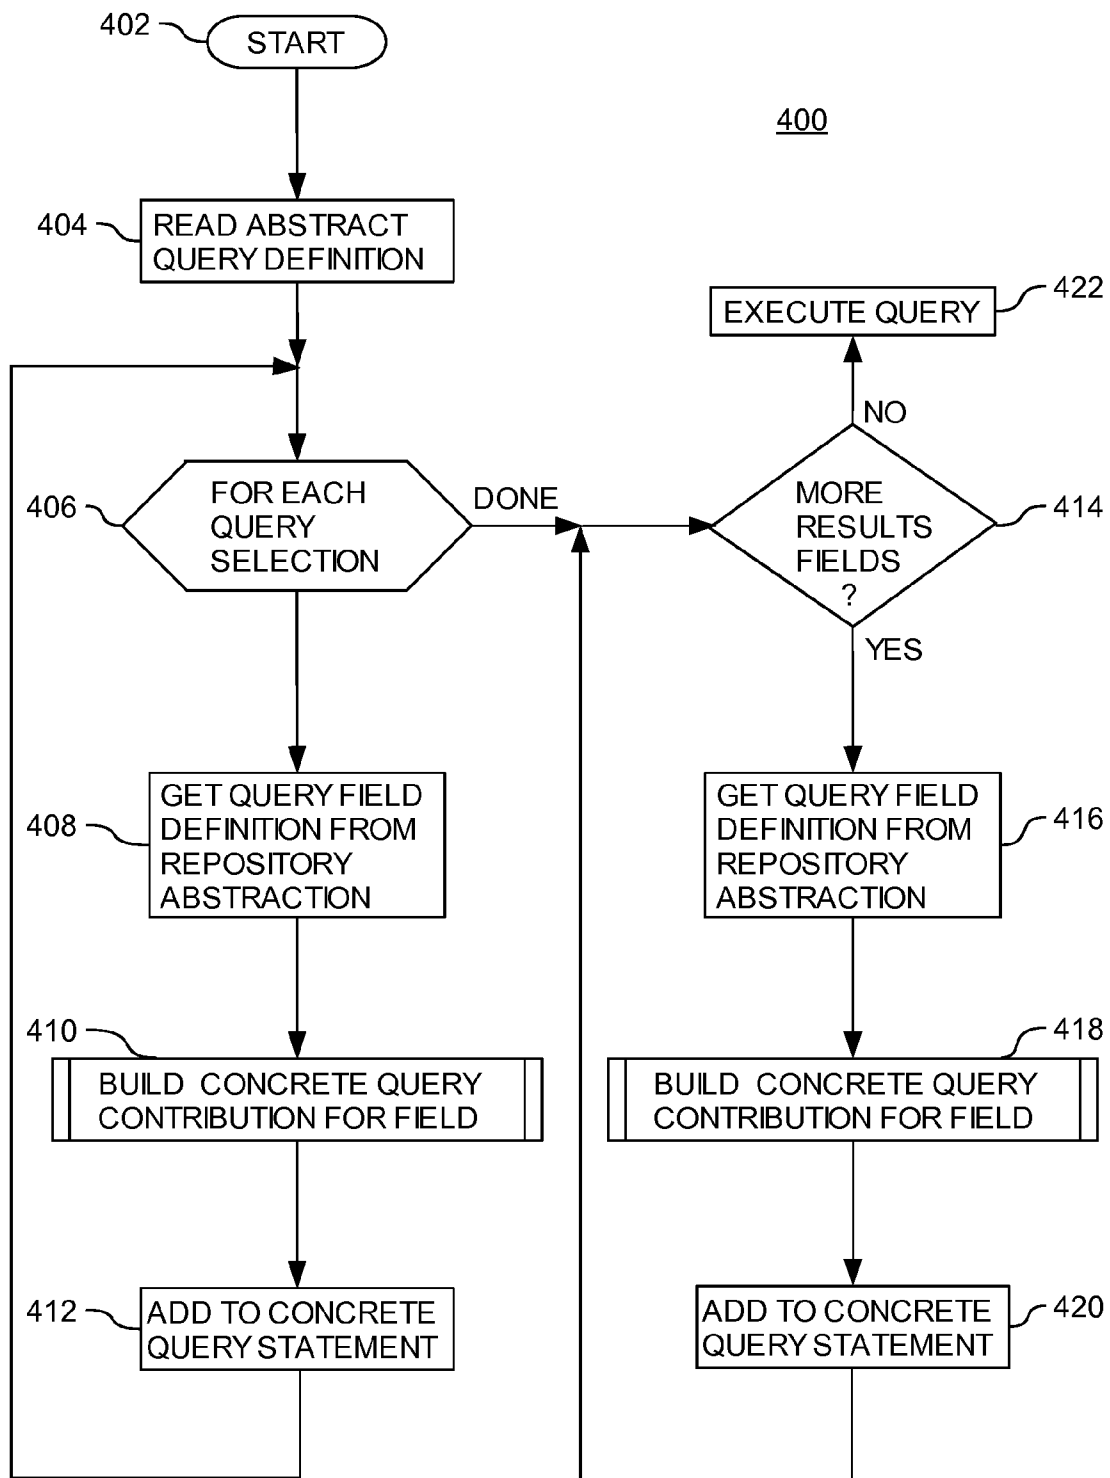 402
START
400
404
READ ABSTRACT
QUERY DEFINITION
422
EXECUTE QUERY
NO
406
FOR EACH
QUERY
SELECTION
DONE
MORE
RESULTS
FIELDS
?
414
YES
408
GET QUERY FIELD
DEFINITION FROM
REPOSITORY
ABSTRACTION
GET QUERY FIELD
DEFINITION FROM
REPOSITORY
ABSTRACTION
416
410
BUILD CONCRETE QUERY
CONTRIBUTION FOR FIELD
418
BUILD CONCRETE QUERY
CONTRIBUTION FOR FIELD
412
ADD TO CONCRETE
QUERY STATEMENT
ADD TO CONCRETE
QUERY STATEMENT
420